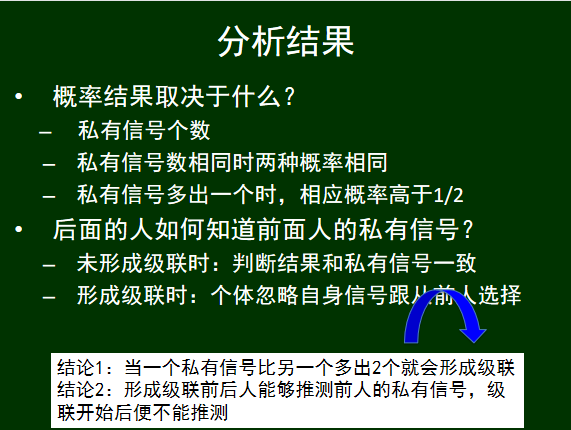 分析结果
• 概率结果取决于什么？
– 私有信号个数
– 私有信号数相同时两种概率相同
– 私有信号多出一个时，相应概率高于1/2
• 后面的人如何知道前面人的私有信号？
– 未形成级联时：判断结果和私有信号一致
– 形成级联时：个体忽略自身信号跟从前人选择
结论1：当一个私有信号比另一个多出2个就会形成级联
结论2：形成级联前后人能够推测前人的私有信号，级
联开始后便不能推测